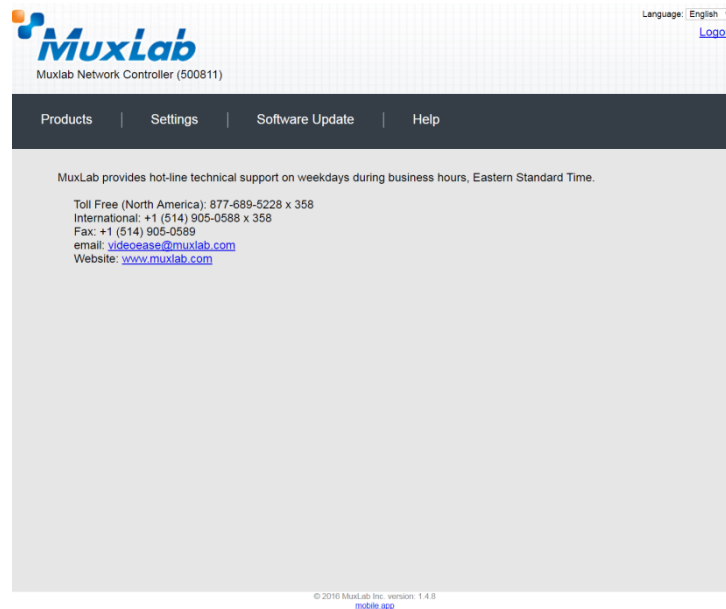 Language: English
Logo
MuxLab
Muxlab Network Controller (500811)
Products | Settings | Software Update | Help
MuxLab provides hot-line technical support on weekdays during business hours, Eastern Standard Time.
Toll Free (North America): 877-689-5228 x 358
International: +1 (514) 905-0588 x 358
Fax: +1 (514) 905-0589
email: videoease@muxlab.com
Website: www.muxlab.com
© 2016 MuxLab Inc. version: 1.4.8
mobile app